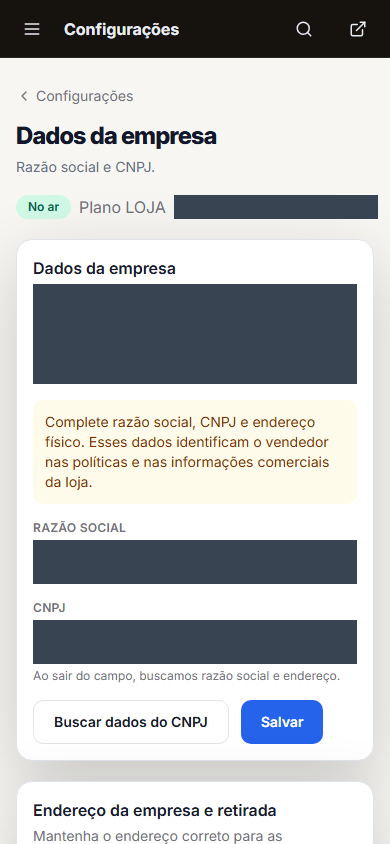 Configurações
Configurações
Dados da empresa
Razão social e CNPJ.
No ar Plano LOJA
Dados da empresa
Complete razão social, CNPJ e endereço
físico. Esses dados identificam o vendedor
nas políticas e nas informações comerciais
da loja.
RAZÃO SOCIAL
CNPJ
Ao sair do campo, buscamos razão social e endereço.
Buscar dados do CNPJ Salvar
Endereço da empresa e retirada
Mantenha o endereço correto para as